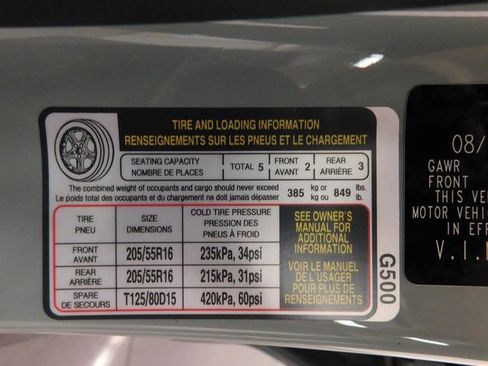 TIRE AND LOADING INFORMATION
RENSEIGNEMENTS SUR LES PNEUS ET LE CHARGEMENT
SEATING CAPACITY
NOMBRE DE PLACES
TOTAL 5
FRONT
AVANT 2
REAR
ARRIÈRE 3
The combined weight of occupants and cargo should never exceed
Le poids total des occupants et du chargement ne doit jamais dépasser
385 kg or
kg ou 849 lbs.
lb.
TIRE
PNEU
SIZE
DIMENSIONS
COLD TIRE PRESSURE
PRESSION DES
PNEUS À FROID
FRONT
AVANT
205/55R16
235kPa, 34psi
REAR
ARRIÈRE
205/55R16
215kPa, 31psi
SPARE
DE SECOURS
T125/80D15
420kPa, 60psi
SEE OWNER'S
MANUAL FOR
ADDITIONAL
INFORMATION
VOIR LE MANUEL
DE L'USAGER
POUR PLUS DE
RENSEIGNEMENTS
G500
08/
GAWR
FRONT
THIS VE
MOTOR VEHIC
IN EFF
V.I.